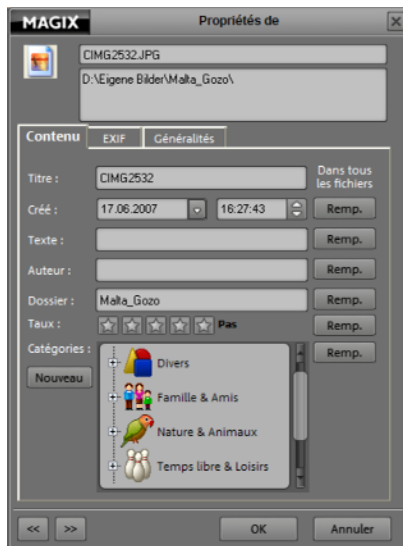 MAGIX Propriétés de
CIMG2532.JPG
D:\Eigene Bilder\Malta_Gozo\
Contenu EXIF Généralités
Dans tous
les fichiers
Titre : CIMG2532
Créé : 17.06.2007 16:27:43 Remp.
Texte : Remp.
Auteur : Remp.
Dossier : Malta_Gozo Remp.
Taux : Pas Remp.
Catégories : Remp.
Nouveau
Divers
Famille & Amis
Nature & Animaux
Temps libre & Loisirs
<< >> OK Annuler